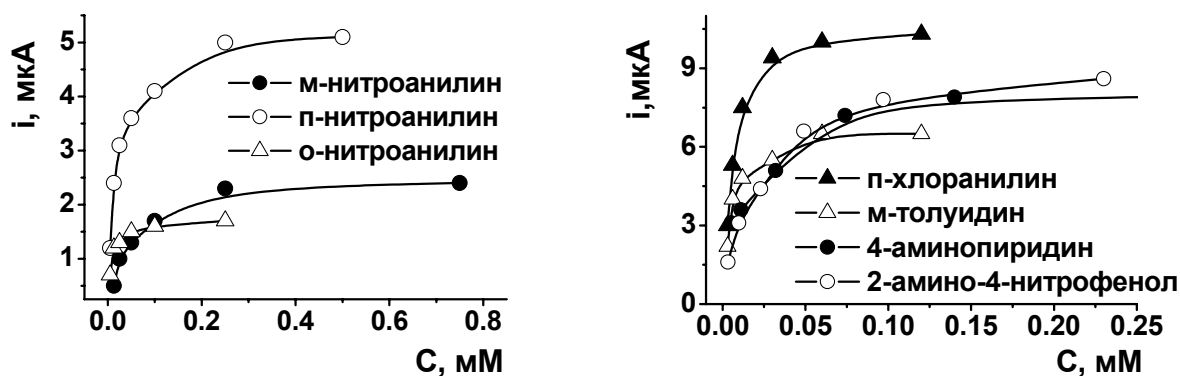 i, мкА
5
4
3
2
1
м-нитроанилин
п-нитроанилин
о-нитроанилин
0.0 0.2 0.4 0.6 0.8
С, мМ
i,мкА
9
6
3
0
п-хлоранилин
м-толуидин
4-аминопиридин
2-амино-4-нитрофенол
0.00 0.05 0.10 0.15 0.20 0.25
С, мМ